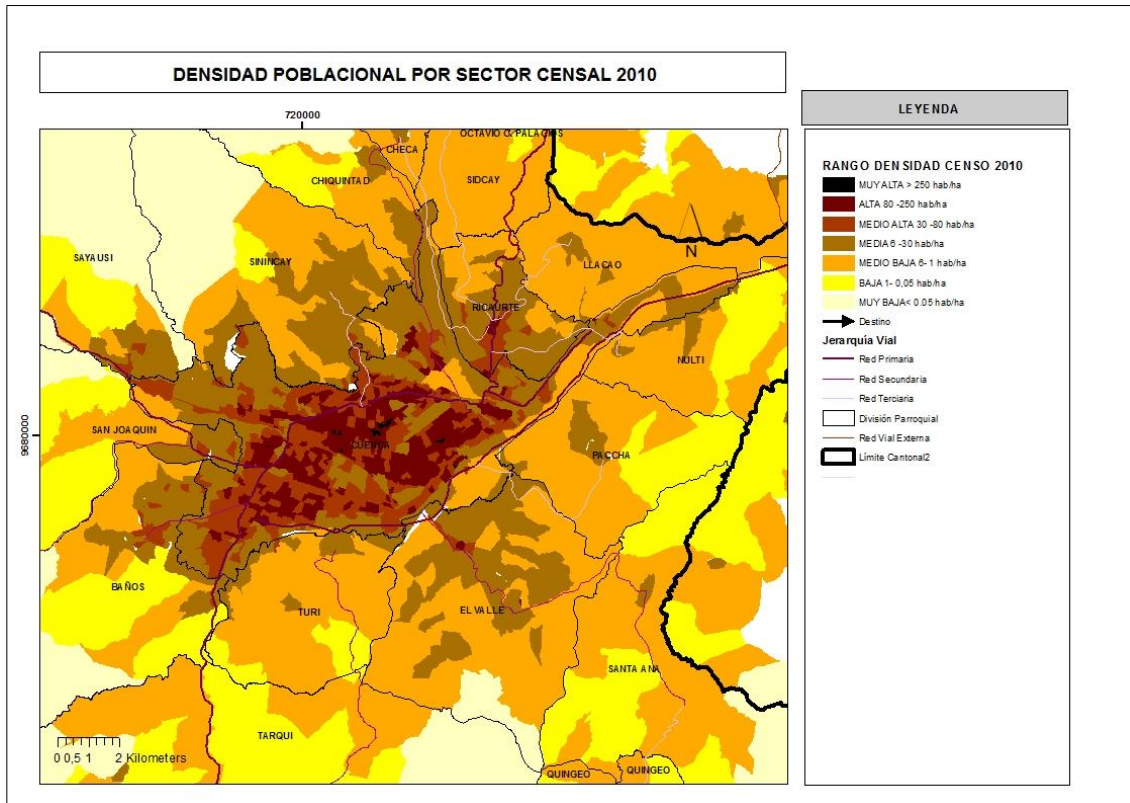 DENSIDAD POBLACIONAL POR SECTOR CENSAL 2010
LEYENDA
720000
9680000
OCTAVIO C. PALACIOS
CHECA
SIDCAY
CHIQUINTAD
SAYAUSI
SININCAY
LLACAO
N
RICAURTE
NULTI
SAN JOAQUIN
CUENCA
PACCHA
BAÑOS
TURI
EL VALLE
SANTA ANA
TARQUI
QUINGEO
QUINGEO
0 0,5 1 2 Kilometers
RANGO DENSIDAD CENSO 2010
MUY ALTA > 250 hab/ha
ALTA 80 -250 hab/ha
MEDIO ALTA 30 -80 hab/ha
MEDIA 6 -30 hab/ha
MEDIO BAJA 6- 1 hab/ha
BAJA 1- 0,05 hab/ha
MUY BAJA< 0.05 hab/ha
Destino
Jerarquía Vial
Red Primaria
Red Secundaria
Red Terciaria
División Parroquial
Red Vial Externa
Límite Cantonal2